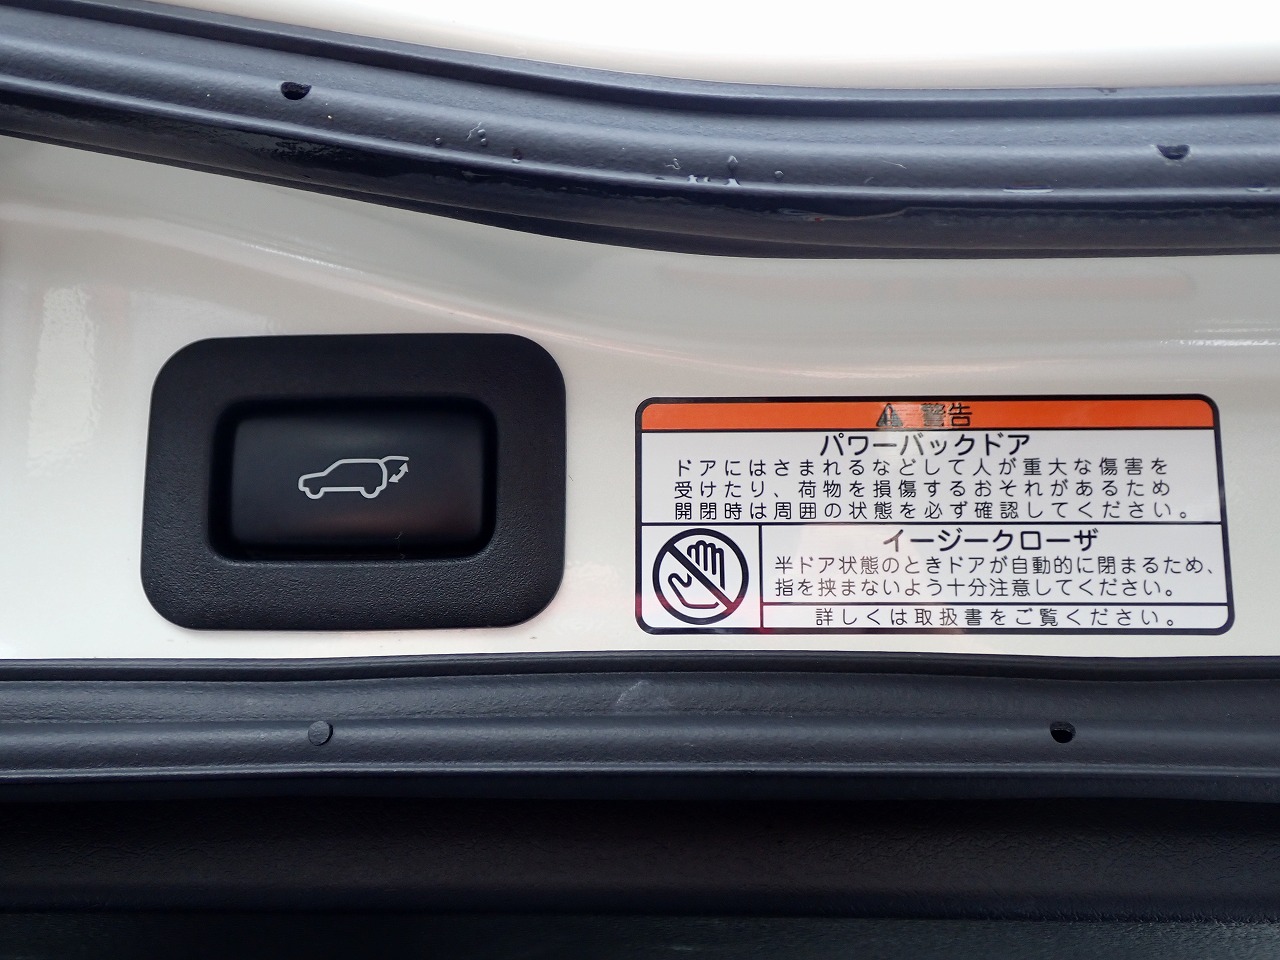 警告
パワーバックドア
ドアにはさまれるなどして人が重大な傷害を
受けたり、荷物を損傷するおそれがあるため
開閉時は周囲の状態を必ず確認してください。
イージークローザ
半ドア状態のときドアが自動的に閉まるため、
指を挟まないよう十分注意してください。
詳しくは取扱書をご覧ください。